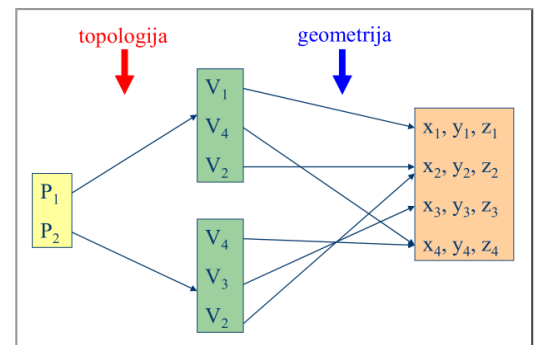 topologija
geometrija
V₁
V₄
V₂
P₁
P₂
V₄
V₃
V₂
x₁, y₁, z₁
x₂, y₂, z₂
x₃, y₃, z₃
x₄, y₄, z₄